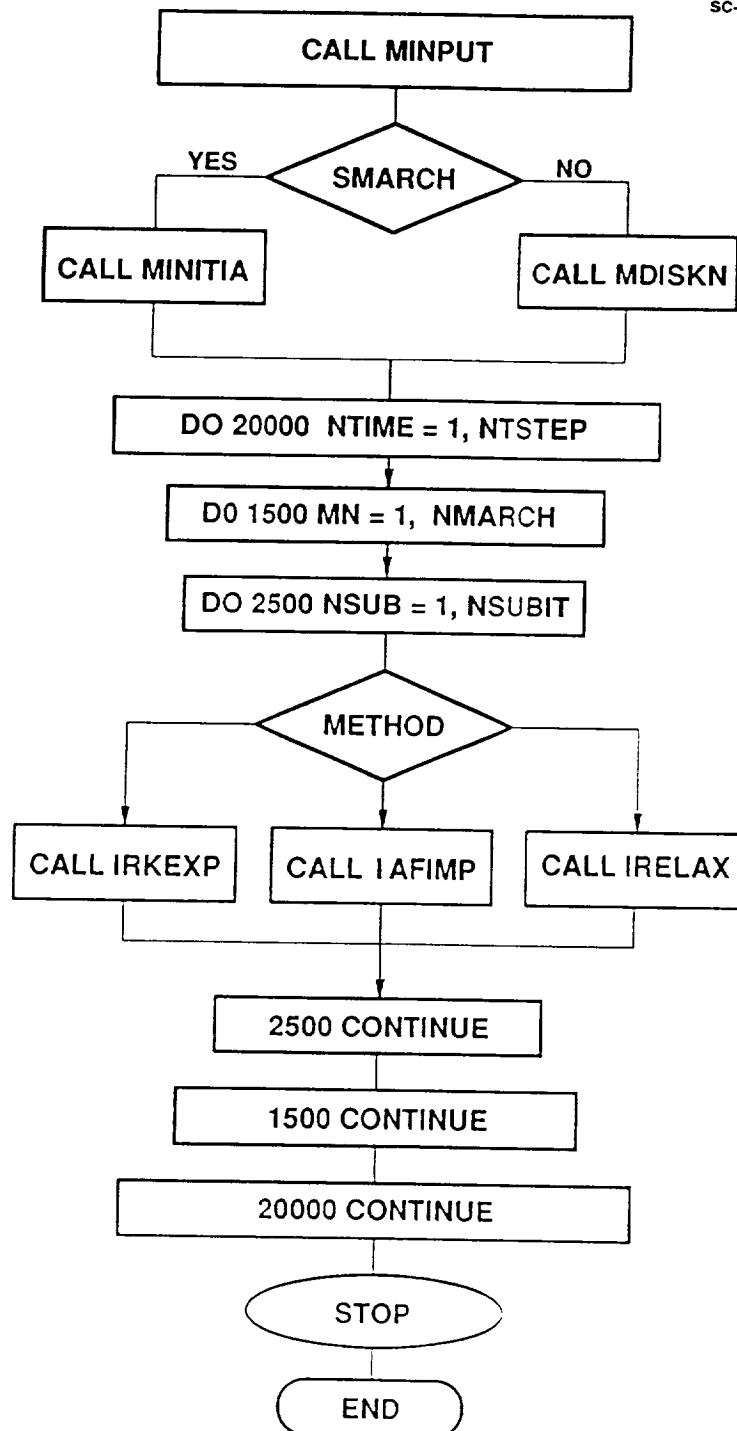 SC-
CALL MINPUT
YES
SMARCH
NO
CALL MINITIA
CALL MDISKN
DO 20000 NTIME = 1, NTSTEP
D0 1500 MN = 1, NMARCH
DO 2500 NSUB = 1, NSUBIT
METHOD
CALL IRKEXP
CALL IAFIMP
CALL IRELAX
2500 CONTINUE
1500 CONTINUE
20000 CONTINUE
STOP
END